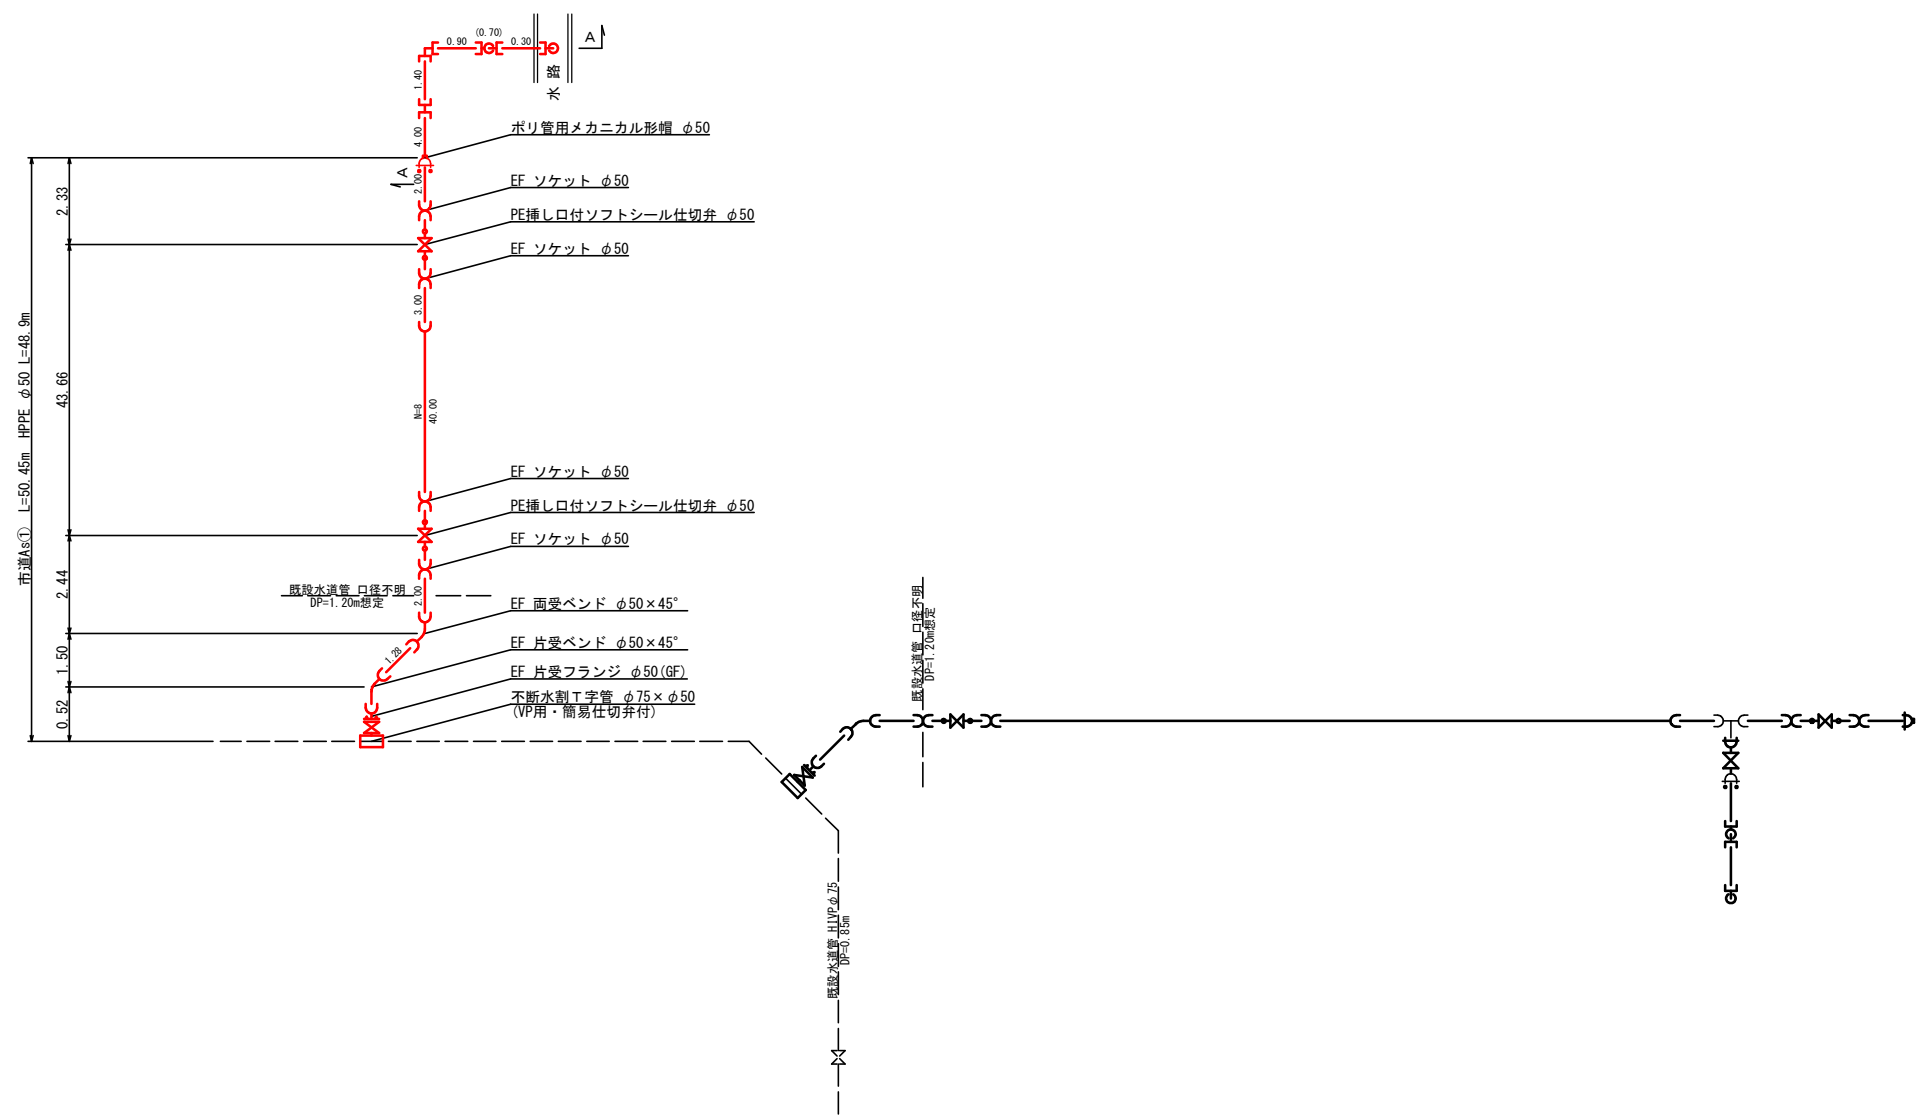 0.90
(0.70)
0.30
A
水路
1.40
4.00
ポリ管用メカニカル形帽 φ50
A
2.00
EF ソケット φ50
PE挿し口付ソフトシール仕切弁 φ50
EF ソケット φ50
3.00
N=8
40.00
EF ソケット φ50
PE挿し口付ソフトシール仕切弁 φ50
EF ソケット φ50
既設水道管 口径不明
DP=1.20m想定
2.00
EF 両受ベンド φ50×45°
EF 片受ベンド φ50×45°
1.28
EF 片受フランジ φ50(GF)
不断水割T字管 φ75×φ50
(VP用・簡易仕切弁付)
2.33
43.66
2.44
1.50
0.52
市道As① L=50.45m HPPE φ50 L=48.9m
既設水道管 口径不明
DP=1.20m想定
既設水道管 HIVPφ75
DP=0.85m